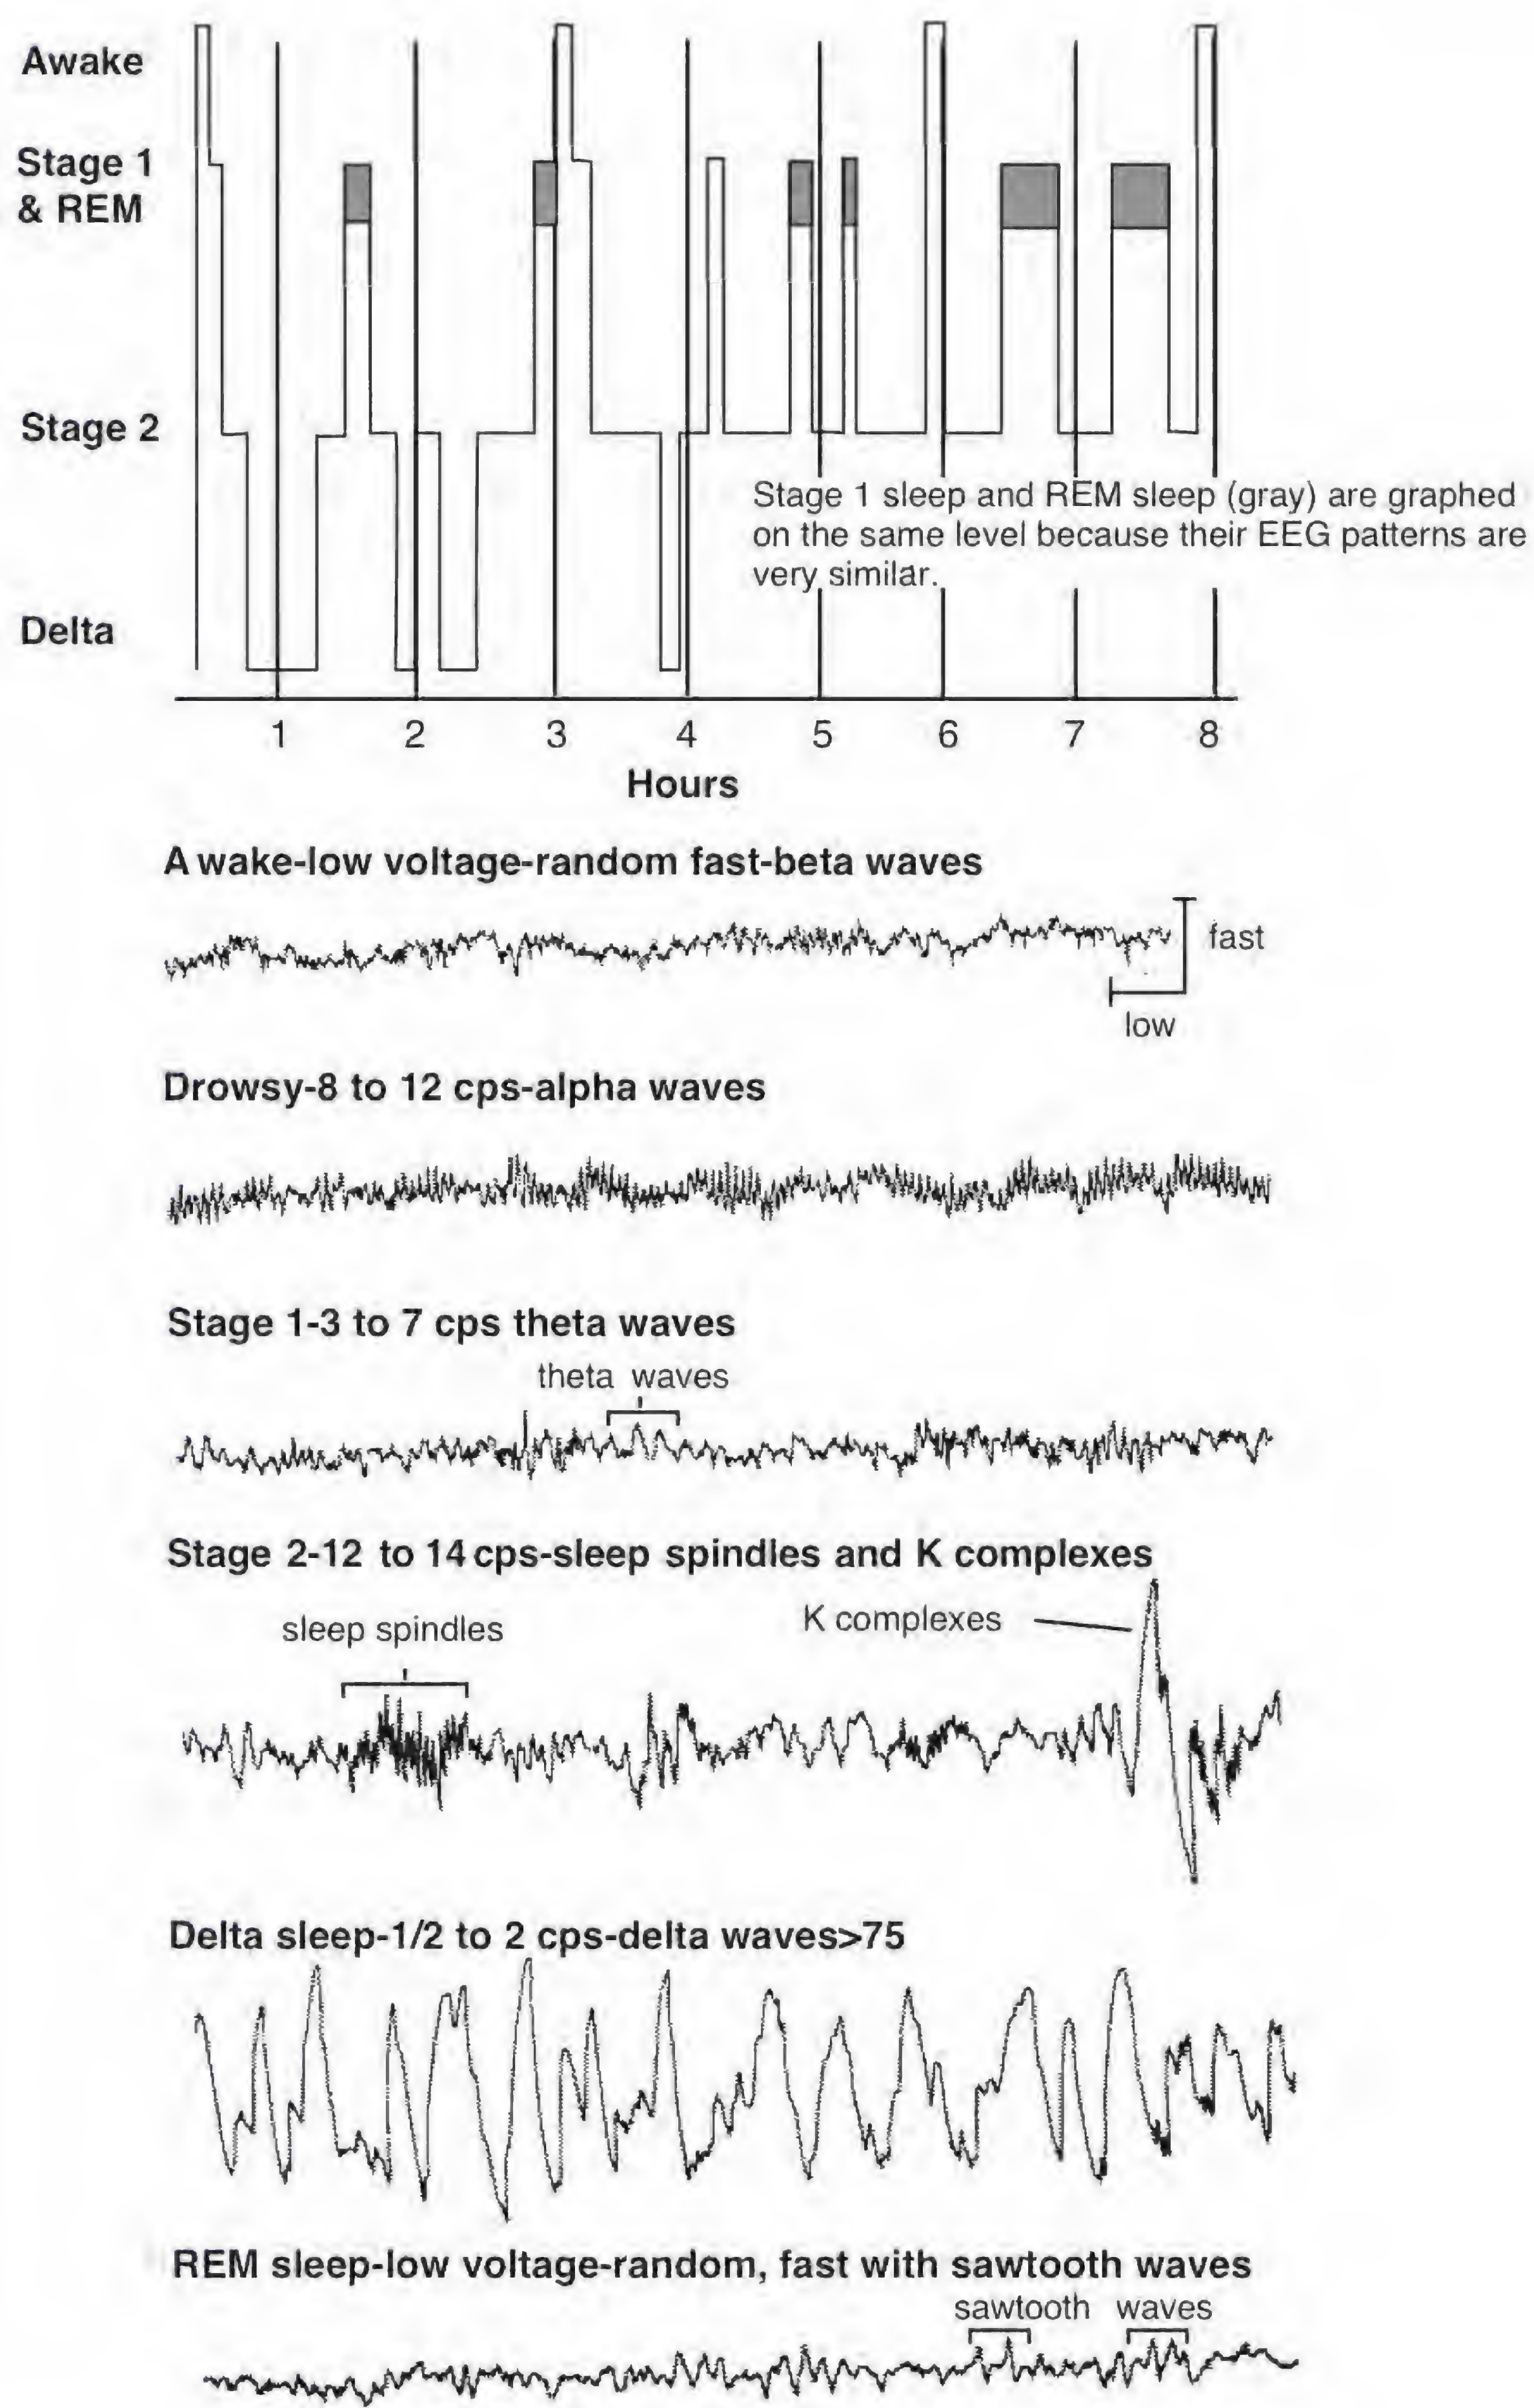 Awake
Stage 1
& REM
Stage 2
Stage 1 sleep and REM sleep (gray) are graphed
on the same level because their EEG patterns are
very similar.
Delta
1 2 3 4 5 6 7 8
Hours
Awake-low voltage-random fast-beta waves
fast
low
Drowsy-8 to 12 cps-alpha waves
Stage 1-3 to 7 cps theta waves
theta waves
Stage 2-12 to 14 cps-sleep spindles and K complexes
sleep spindles
K complexes
Delta sleep-1/2 to 2 cps-delta waves>75
REM sleep-low voltage-random, fast with sawtooth waves
sawtooth waves